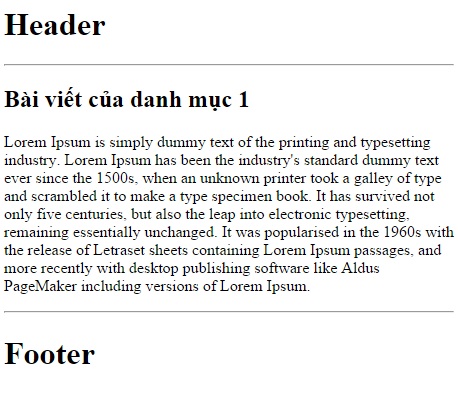 Header
Bài viết của danh mục 1
Lorem Ipsum is simply dummy text of the printing and typesetting
industry. Lorem Ipsum has been the industry's standard dummy text
ever since the 1500s, when an unknown printer took a galley of type
and scrambled it to make a type specimen book. It has survived not
only five centuries, but also the leap into electronic typesetting,
remaining essentially unchanged. It was popularised in the 1960s with
the release of Letraset sheets containing Lorem Ipsum passages, and
more recently with desktop publishing software like Aldus
PageMaker including versions of Lorem Ipsum.
Footer